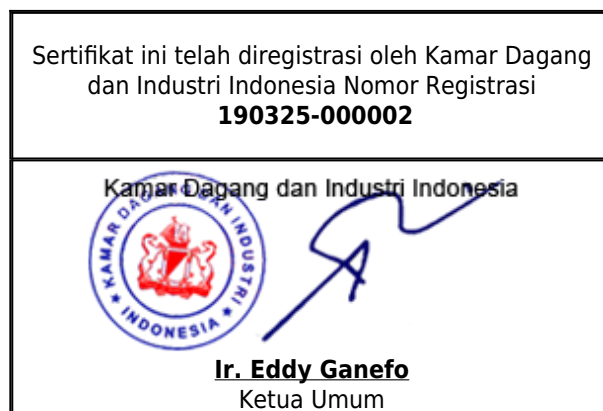 Sertifikat ini telah diregistrasi oleh Kamar Dagang
dan Industri Indonesia Nomor Registrasi
190325-000002
Kamar Dagang dan Industri Indonesia
KAMAR DAGANG DAN INDUSTRI
INDONESIA
Ir. Eddy Ganefo
Ketua Umum